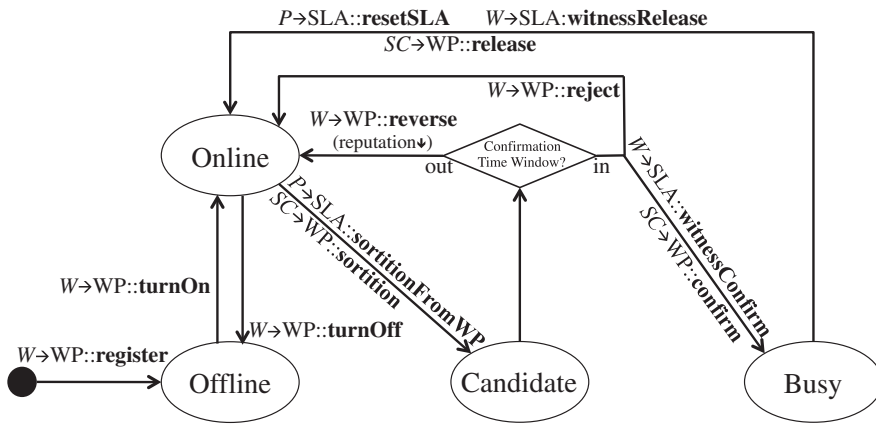 P→SLA::resetSLA W→SLA:witnessRelease
SC→WP::release
W→WP::reject
W→WP::reverse
(reputation↓)
Confirmation
Time Window?
out
in
Online
P→SLA::sortitionFromWP
SC→WP::sortition
W→SLA::witnessConfirm
SC→WP::confirm
W→WP::turnOn
W→WP::turnOff
W→WP::register
Offline
Candidate
Busy